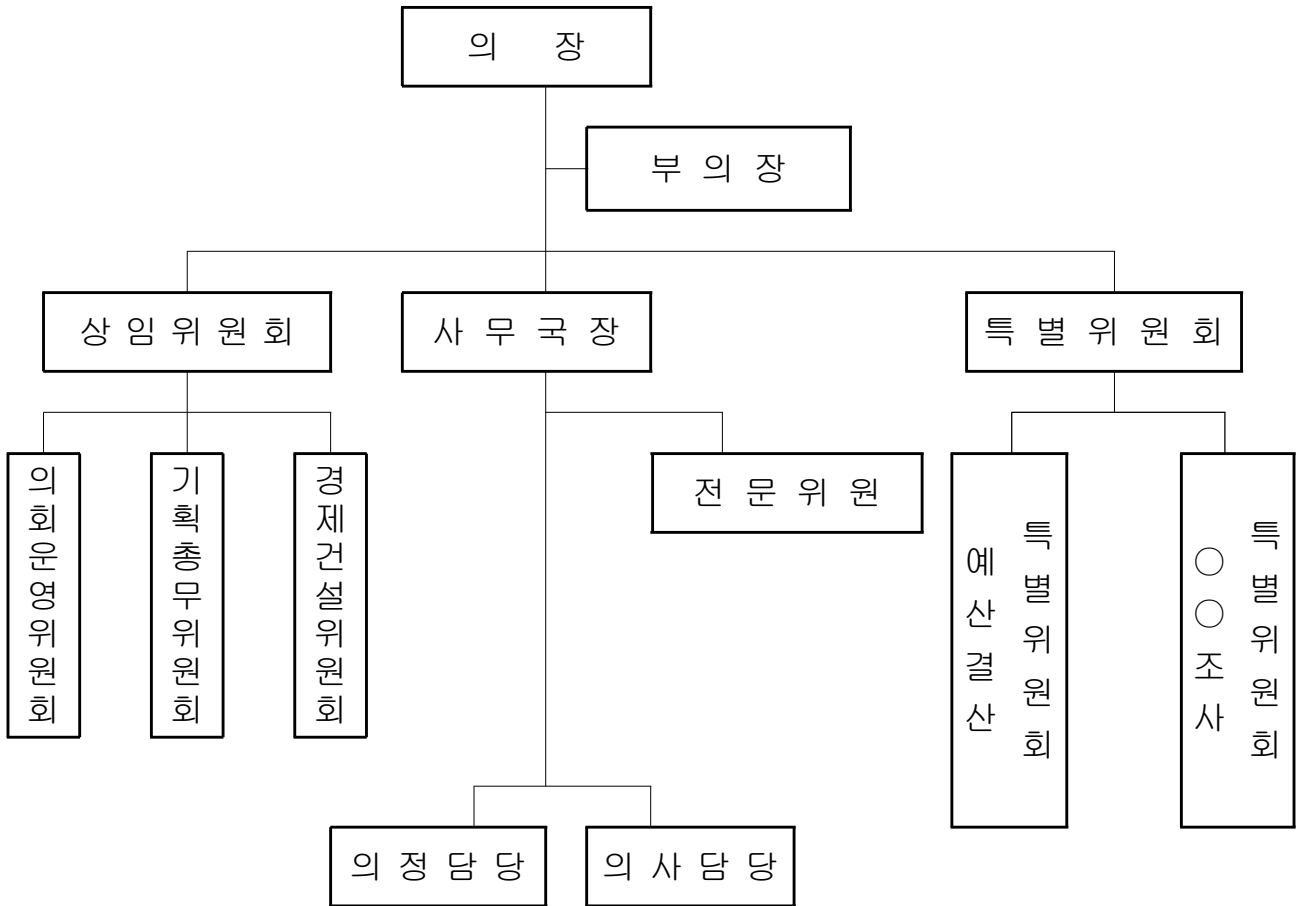 의 장
부 의 장
상 임 위 원 회
사 무 국 장
특 별 위 원 회
의회운영위원회
기획총무위원회
경제건설위원회
전 문 위 원
예산결산
특별위원회
○○조사
특별위원회
의 정 담 당
의 사 담 당